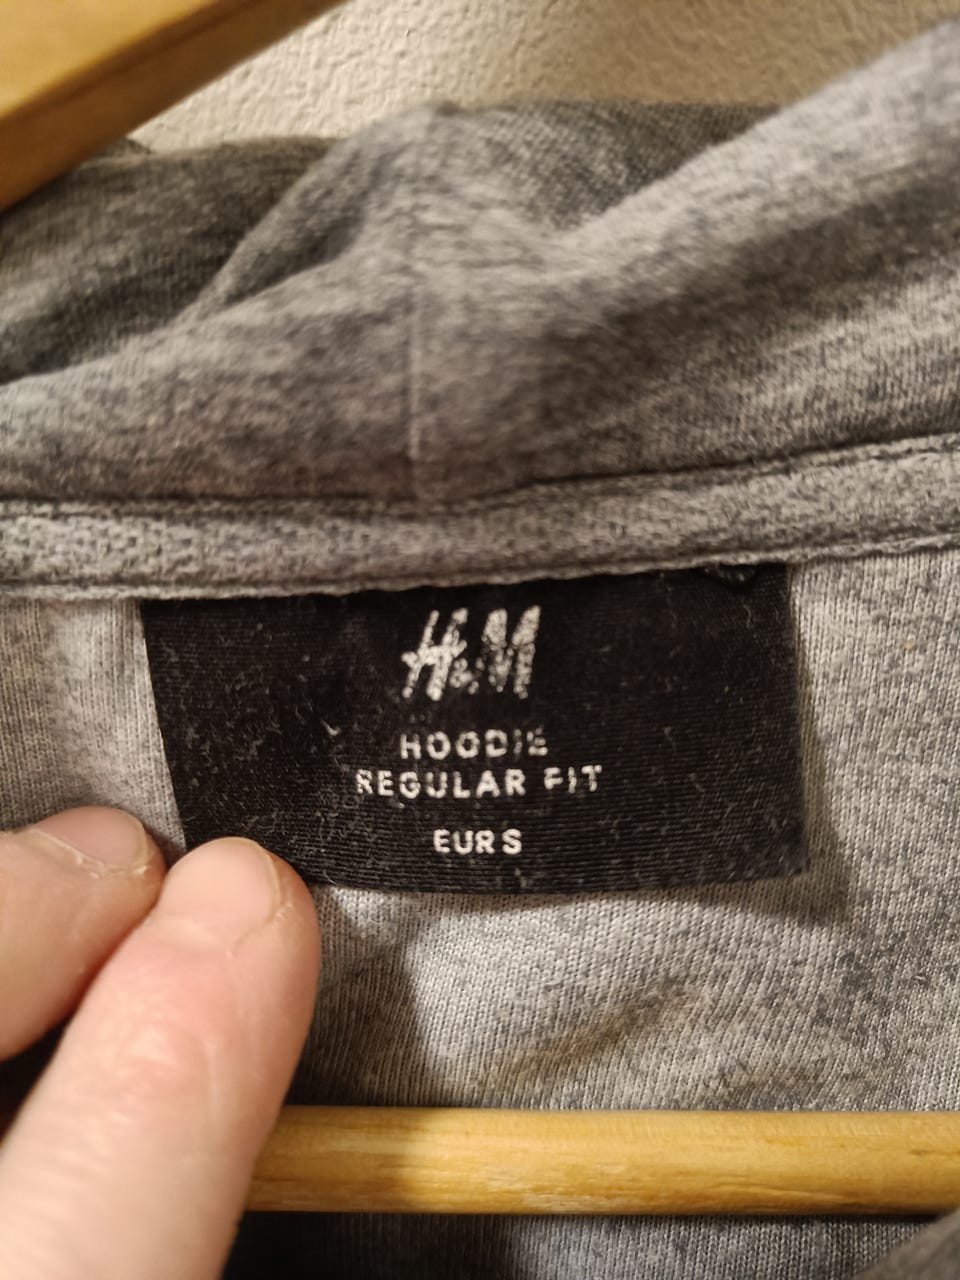 H&M
HOODIE
REGULAR FIT
EUR S